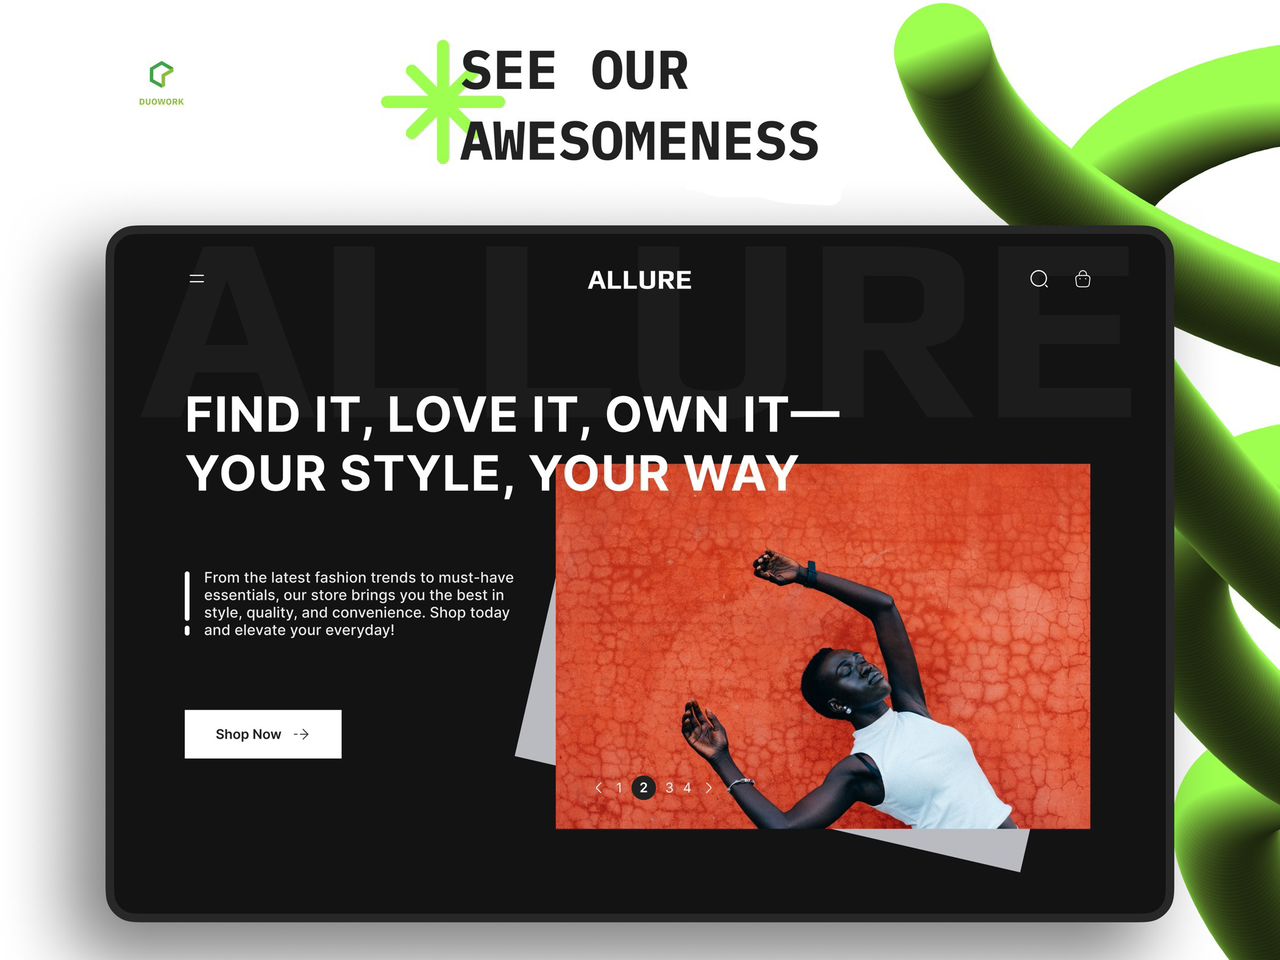 DUOWORK
SEE OUR
AWESOMENESS
ALLURE
ALLURE
FIND IT, LOVE IT, OWN IT—
YOUR STYLE, YOUR WAY
From the latest fashion trends to must-have
essentials, our store brings you the best in
style, quality, and convenience. Shop today
and elevate your everyday!
Shop Now
1 2 3 4